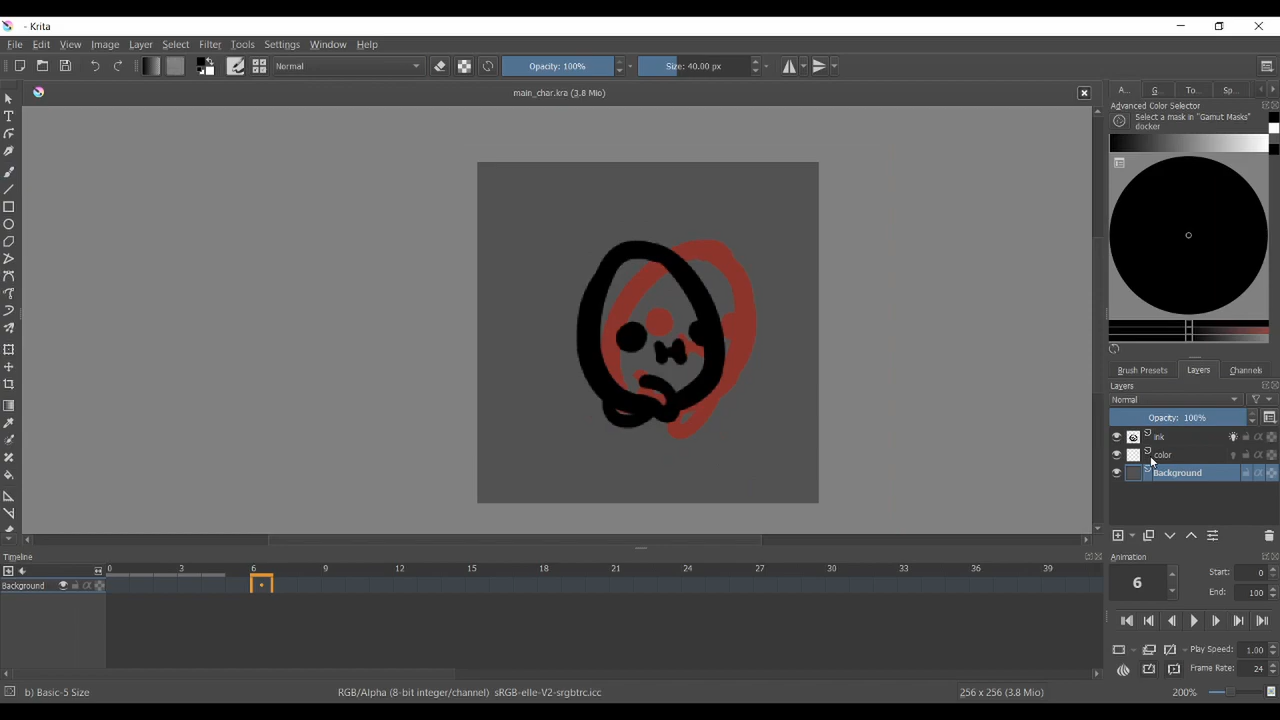 - Krita
File Edit View Image Layer Select Filter Tools Settings Window Help
Normal Opacity: 100% Size: 40.00 px
main_char.kra (3.8 Mio)
A... G... To... Sp...
Advanced Color Selector
Select a mask in "Gamut Masks"
docker
Brush Presets Layers Channels
Layers
Normal
Opacity: 100%
ink
color
Background
Timeline
0 3 6 9 12 15 18 21 24 27 30 33 36 39
Background
Animation
6
Start: 0
End: 100
Play Speed: 1.00
Frame Rate: 24
b) Basic-5 Size RGB/Alpha (8-bit integer/channel) sRGB-elle-V2-srgbtrc.icc 256 x 256 (3.8 Mio) 200%